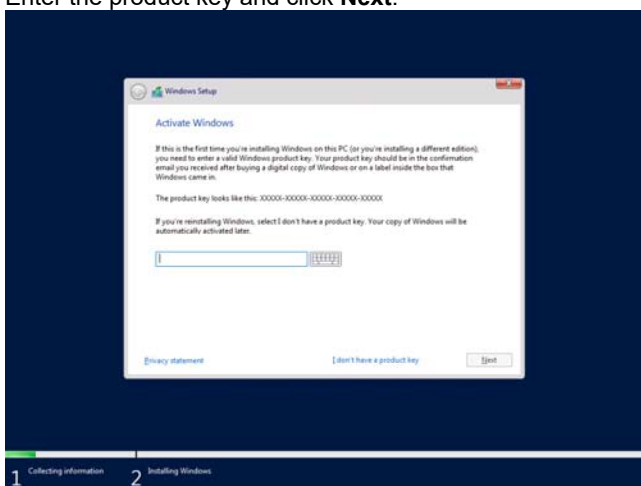 Enter the product key and click Next.
Windows Setup
Activate Windows
If this is the first time you're installing Windows on this PC (or you're installing a different edition),
you need to enter a valid Windows product key. Your product key should be in the confirmation
email you received after buying a digital copy of Windows or on a label inside the box that
Windows came in.
The product key looks like this: XXXXX-XXXXX-XXXXX-XXXXX-XXXXX
If you're reinstalling Windows, select I don't have a product key. Your copy of Windows will be
automatically activated later.
Privacy statement
I don't have a product key
Next
1 Collecting information
2 Installing Windows